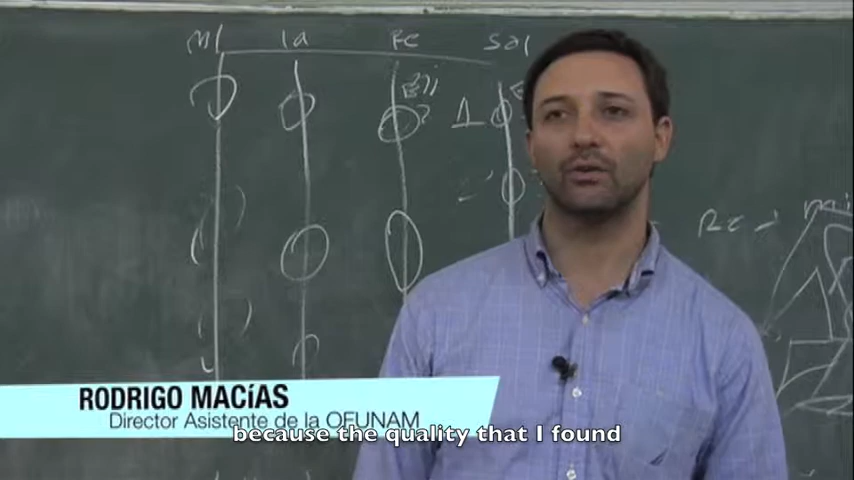 Mi la Re Sol
RODRIGO MACíAS
Director Asistente de la OFUNAM
because the quality that I found